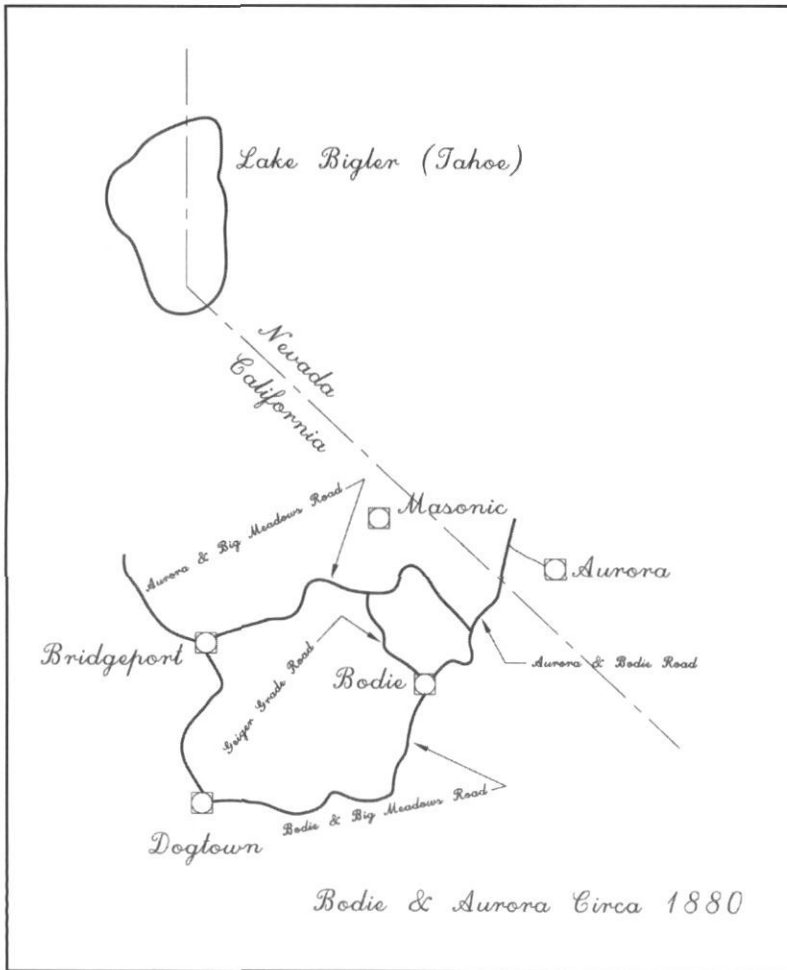 Lake Bigler (Tahoe)
Nevada
California
Masonic
Aurora & Big Meadows Road
Aurora
Bridgeport
Geiger Grade Road
Bodie
Aurora & Bodie Road
Bodie & Big Meadows Road
Dogtown
Bodie & Aurora Circa 1880